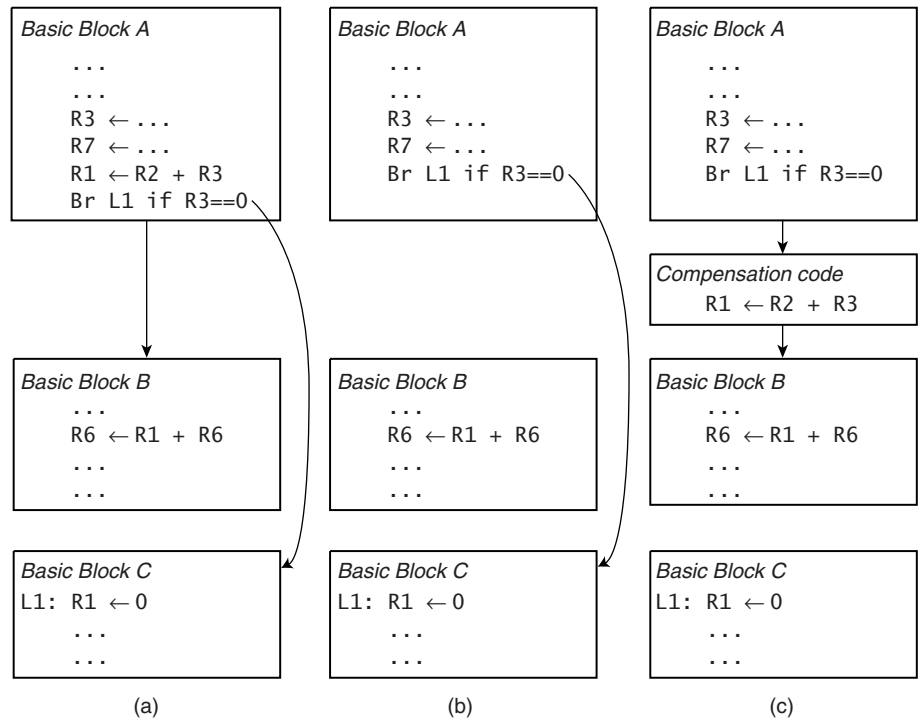 Basic Block A
...
...
R3 ← ...
R7 ← ...
R1 ← R2 + R3
Br L1 if R3==0
Basic Block B
...
R6 ← R1 + R6
...
...
Basic Block C
L1: R1 ← 0
...
...
(a)
Basic Block A
...
...
R3 ← ...
R7 ← ...
Br L1 if R3==0
Basic Block B
...
R6 ← R1 + R6
...
...
Basic Block C
L1: R1 ← 0
...
...
(b)
Basic Block A
...
...
R3 ← ...
R7 ← ...
Br L1 if R3==0
Compensation code
R1 ← R2 + R3
Basic Block B
...
R6 ← R1 + R6
...
...
Basic Block C
L1: R1 ← 0
...
...
(c)